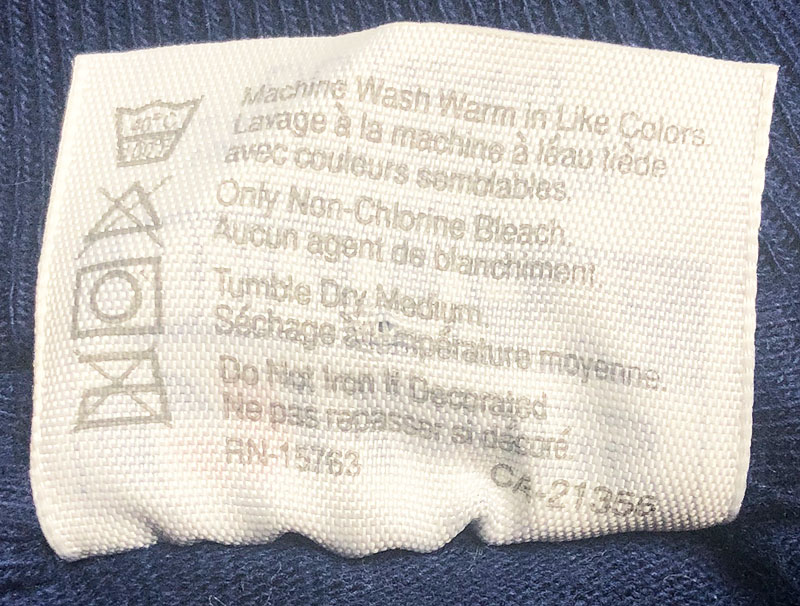 40°C
Machine Wash Warm in Like Colors.
Lavage à la machine à l'eau tiède
avec couleurs semblables.
Only Non-Chlorine Bleach.
Aucun agent de blanchiment.
Tumble Dry Medium.
Séchage à température moyenne.
Do Not Iron If Decorated
Ne pas repasser si décoré
RN-15763 CA-21356